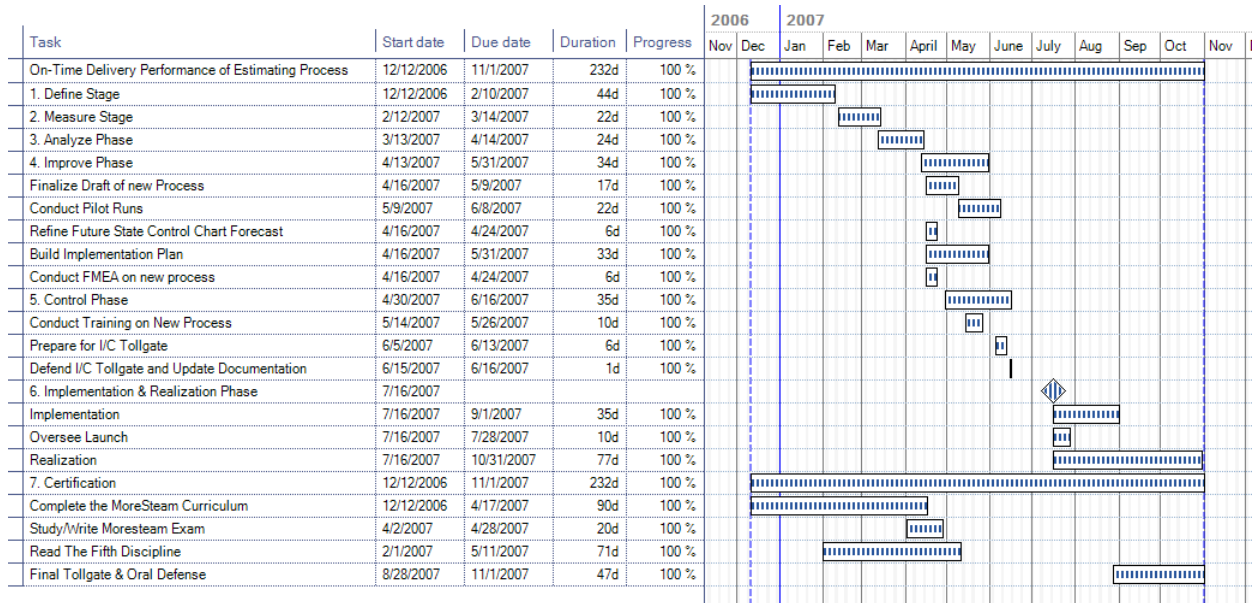 2006 2007
Task Start date Due date Duration Progress Nov Dec Jan Feb Mar April May June July Aug Sep Oct Nov
On-Time Delivery Performance of Estimating Process 12/12/2006 11/1/2007 232d 100 %
1. Define Stage 12/12/2006 2/10/2007 44d 100 %
2. Measure Stage 2/12/2007 3/14/2007 22d 100 %
3. Analyze Phase 3/13/2007 4/14/2007 24d 100 %
4. Improve Phase 4/13/2007 5/31/2007 34d 100 %
Finalize Draft of new Process 4/16/2007 5/9/2007 17d 100 %
Conduct Pilot Runs 5/9/2007 6/8/2007 22d 100 %
Refine Future State Control Chart Forecast 4/16/2007 4/24/2007 6d 100 %
Build Implementation Plan 4/16/2007 5/31/2007 33d 100 %
Conduct FMEA on new process 4/16/2007 4/24/2007 6d 100 %
5. Control Phase 4/30/2007 6/16/2007 35d 100 %
Conduct Training on New Process 5/14/2007 5/26/2007 10d 100 %
Prepare for I/C Tollgate 6/5/2007 6/13/2007 6d 100 %
Defend I/C Tollgate and Update Documentation 6/15/2007 6/16/2007 1d 100 %
6. Implementation & Realization Phase 7/16/2007
Implementation 7/16/2007 9/1/2007 35d 100 %
Oversee Launch 7/16/2007 7/28/2007 10d 100 %
Realization 7/16/2007 10/31/2007 77d 100 %
7. Certification 12/12/2006 11/1/2007 232d 100 %
Complete the MoreSteam Curriculum 12/12/2006 4/17/2007 90d 100 %
Study/Write Moresteam Exam 4/2/2007 4/28/2007 20d 100 %
Read The Fifth Discipline 2/1/2007 5/11/2007 71d 100 %
Final Tollgate & Oral Defense 8/28/2007 11/1/2007 47d 100 %